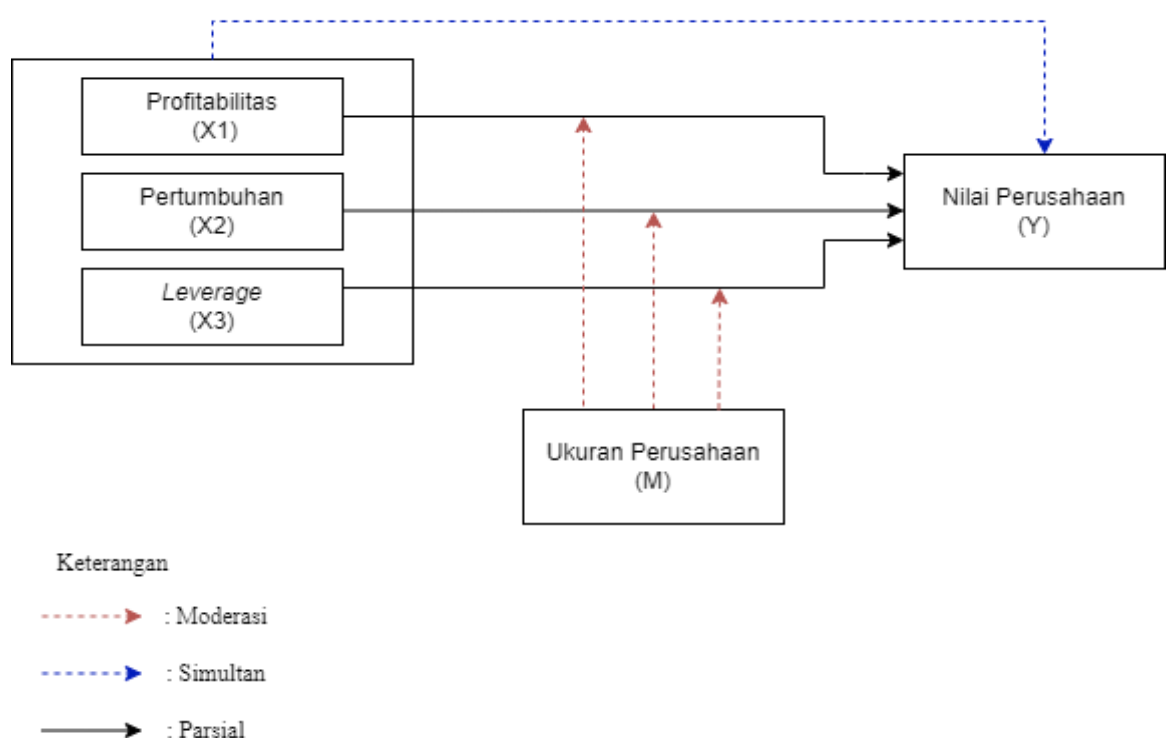 Profitabilitas
(X1)
Pertumbuhan
(X2)
Leverage
(X3)
Nilai Perusahaan
(Y)
Ukuran Perusahaan
(M)
Keterangan
: Moderasi
: Simultan
: Parsial